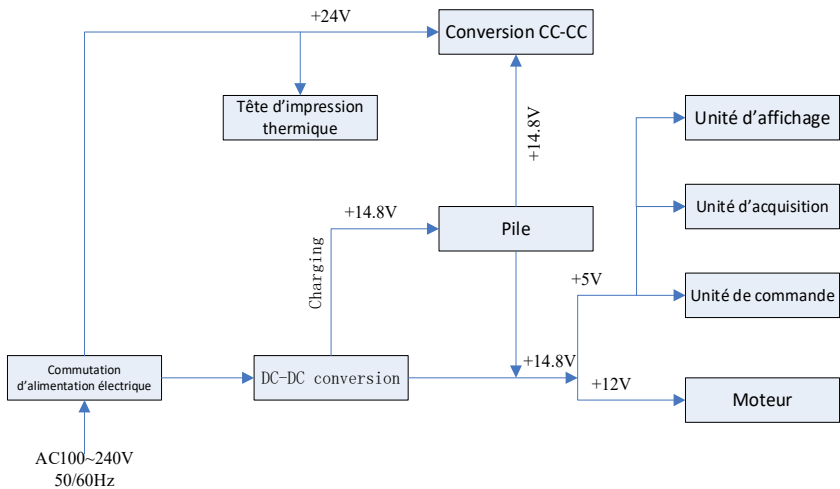 +24V
Conversion CC-CC
Tête d'impression
thermique
+14.8V
Unité d'affichage
Unité d'acquisition
+14.8V
Pile
Charging
+5V
Unité de commande
Commutation
d'alimentation électrique
DC-DC conversion
+14.8V
+12V
Moteur
AC100~240V
50/60Hz